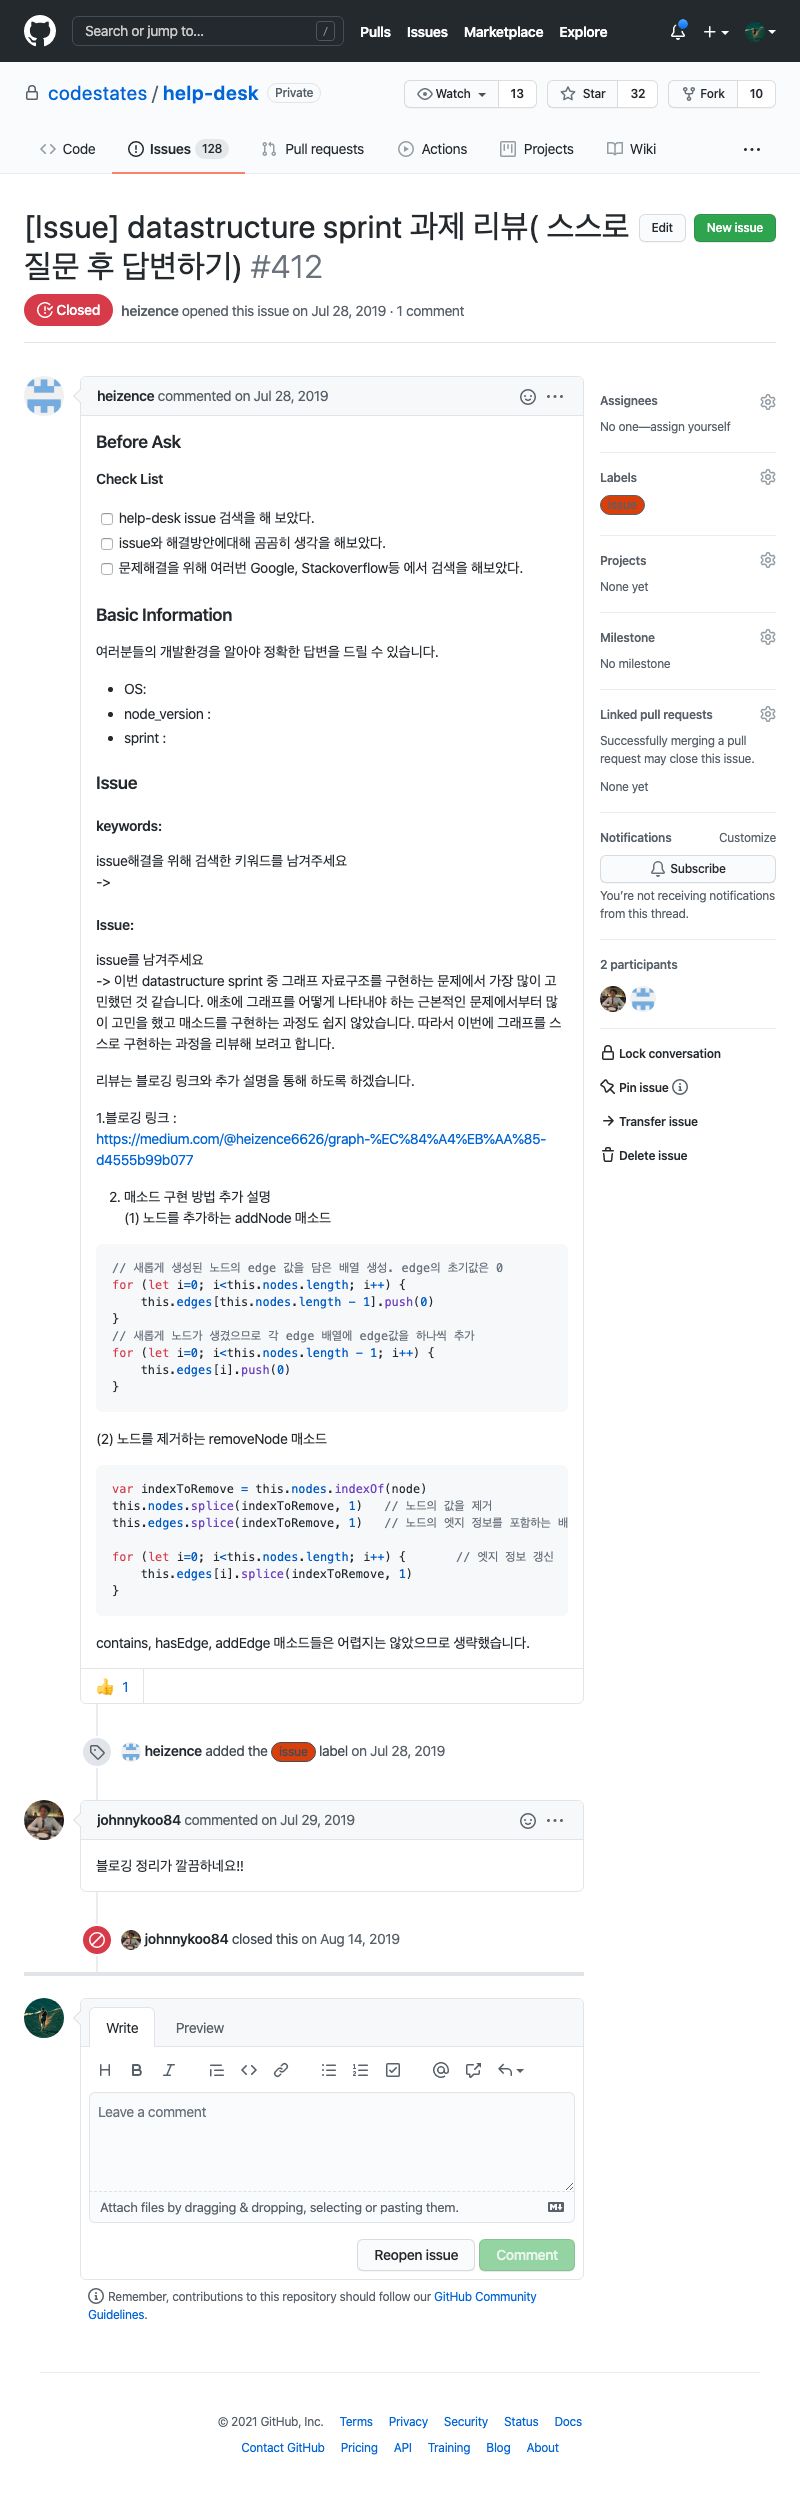 Search or jump to... /
Pulls Issues Marketplace Explore
codestates / help-desk Private
Watch 13 Star 32 Fork 10
Code Issues 128 Pull requests Actions Projects Wiki ...
[Issue] datastructure sprint 과제 리뷰( 스스로
질문 후 답변하기) #412
Edit New issue
Closed heizence opened this issue on Jul 28, 2019 · 1 comment
heizence commented on Jul 28, 2019
Before Ask
Check List
help-desk issue 검색을 해 보았다.
issue와 해결방안에대해 곰곰히 생각을 해보았다.
문제해결을 위해 여러번 Google, Stackoverflow등 에서 검색을 해보았다.
Basic Information
여러분들의 개발환경을 알아야 정확한 답변을 드릴 수 있습니다.
• OS:
• node_version :
• sprint :
Issue
keywords:
issue해결을 위해 검색한 키워드를 남겨주세요
->
Issue:
issue를 남겨주세요
-> 이번 datastructure sprint 중 그래프 자료구조를 구현하는 문제에서 가장 많이 고
민했던 것 같습니다. 애초에 그래프를 어떻게 나타내야 하는 근본적인 문제에서부터 많
이 고민을 했고 매소드를 구현하는 과정도 쉽지 않았습니다. 따라서 이번에 그래프를 스
스로 구현하는 과정을 리뷰해 보려고 합니다.
리뷰는 블로깅 링크와 추가 설명을 통해 하도록 하겠습니다.
1.블로깅 링크 :
https://medium.com/@heizence6626/graph-%EC%84%A4%EB%AA%85-
d4555b99b077
2. 매소드 구현 방법 추가 설명
(1) 노드를 추가하는 addNode 매소드
// 새롭게 생성된 노드의 edge 값을 담은 배열 생성. edge의 초기값은 0
for (let i=0; i<this.nodes.length; i++) {
this.edges[this.nodes.length - 1].push(0)
}
// 새롭게 노드가 생겼으므로 각 edge 배열에 edge값을 하나씩 추가
for (let i=0; i<this.nodes.length - 1; i++) {
this.edges[i].push(0)
}
(2) 노드를 제거하는 removeNode 매소드
var indexToRemove = this.nodes.indexOf(node)
this.nodes.splice(indexToRemove, 1) // 노드의 값을 제거
this.edges.splice(indexToRemove, 1) // 노드의 엣지 정보를 포함하는 배
for (let i=0; i<this.nodes.length; i++) { // 엣지 정보 갱신
this.edges[i].splice(indexToRemove, 1)
}
contains, hasEdge, addEdge 매소드들은 어렵지는 않았으므로 생략했습니다.
👍 1
heizence added the issue label on Jul 28, 2019
johnnykoo84 commented on Jul 29, 2019
블로깅 정리가 깔끔하네요!!
johnnykoo84 closed this on Aug 14, 2019
Assignees
No one—assign yourself
Labels
issue
Projects
None yet
Milestone
No milestone
Linked pull requests
Successfully merging a pull
request may close this issue.
None yet
Notifications Customize
Subscribe
You're not receiving notifications
from this thread.
2 participants
Lock conversation
Pin issue
Transfer issue
Delete issue
Write Preview
Leave a comment
Attach files by dragging & dropping, selecting or pasting them.
Reopen issue Comment
Remember, contributions to this repository should follow our GitHub Community
Guidelines.
© 2021 GitHub, Inc. Terms Privacy Security Status Docs
Contact GitHub Pricing API Training Blog About